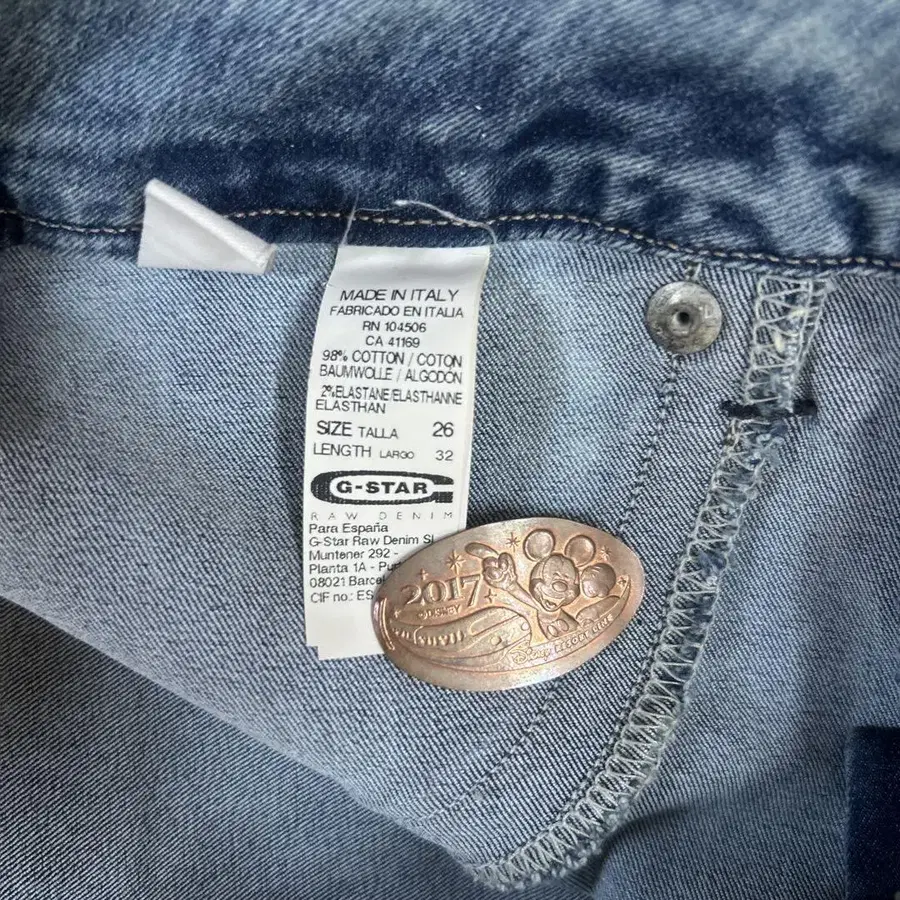 MADE IN ITALY
FABRICADO EN ITALIA
RN 104506
CA 41169
98% COTTON / COTON
BAUMWOLLE / ALGODÓN
2%ELASTANE/ELASTHANNE
ELASTHAN
SIZE TALLA 26
LENGTH LARGO 32
G-STAR
RAW DENIM
Para España
G-Star Raw Denim SL
Muntener 292 -
Planta 1A -
08021
CIF no.: ES
2017
©DISNEY
Disney RESORT LINE